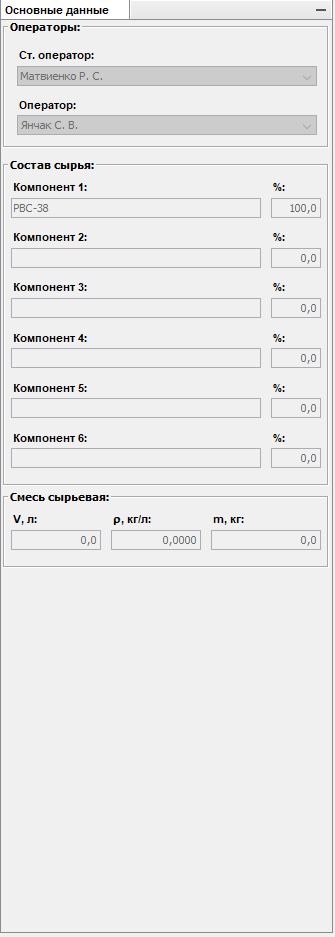 Основные данные
Операторы:
Ст. оператор:
Матвиенко Р. С.
Оператор:
Янчак С. В.
Состав сырья:
Компонент 1: %:
РВС-38 100,0
Компонент 2: %:
0,0
Компонент 3: %:
0,0
Компонент 4: %:
0,0
Компонент 5: %:
0,0
Компонент 6: %:
0,0
Смесь сырьевая:
V, л: ρ, кг/л: m, кг:
0,0 0,0000 0,0